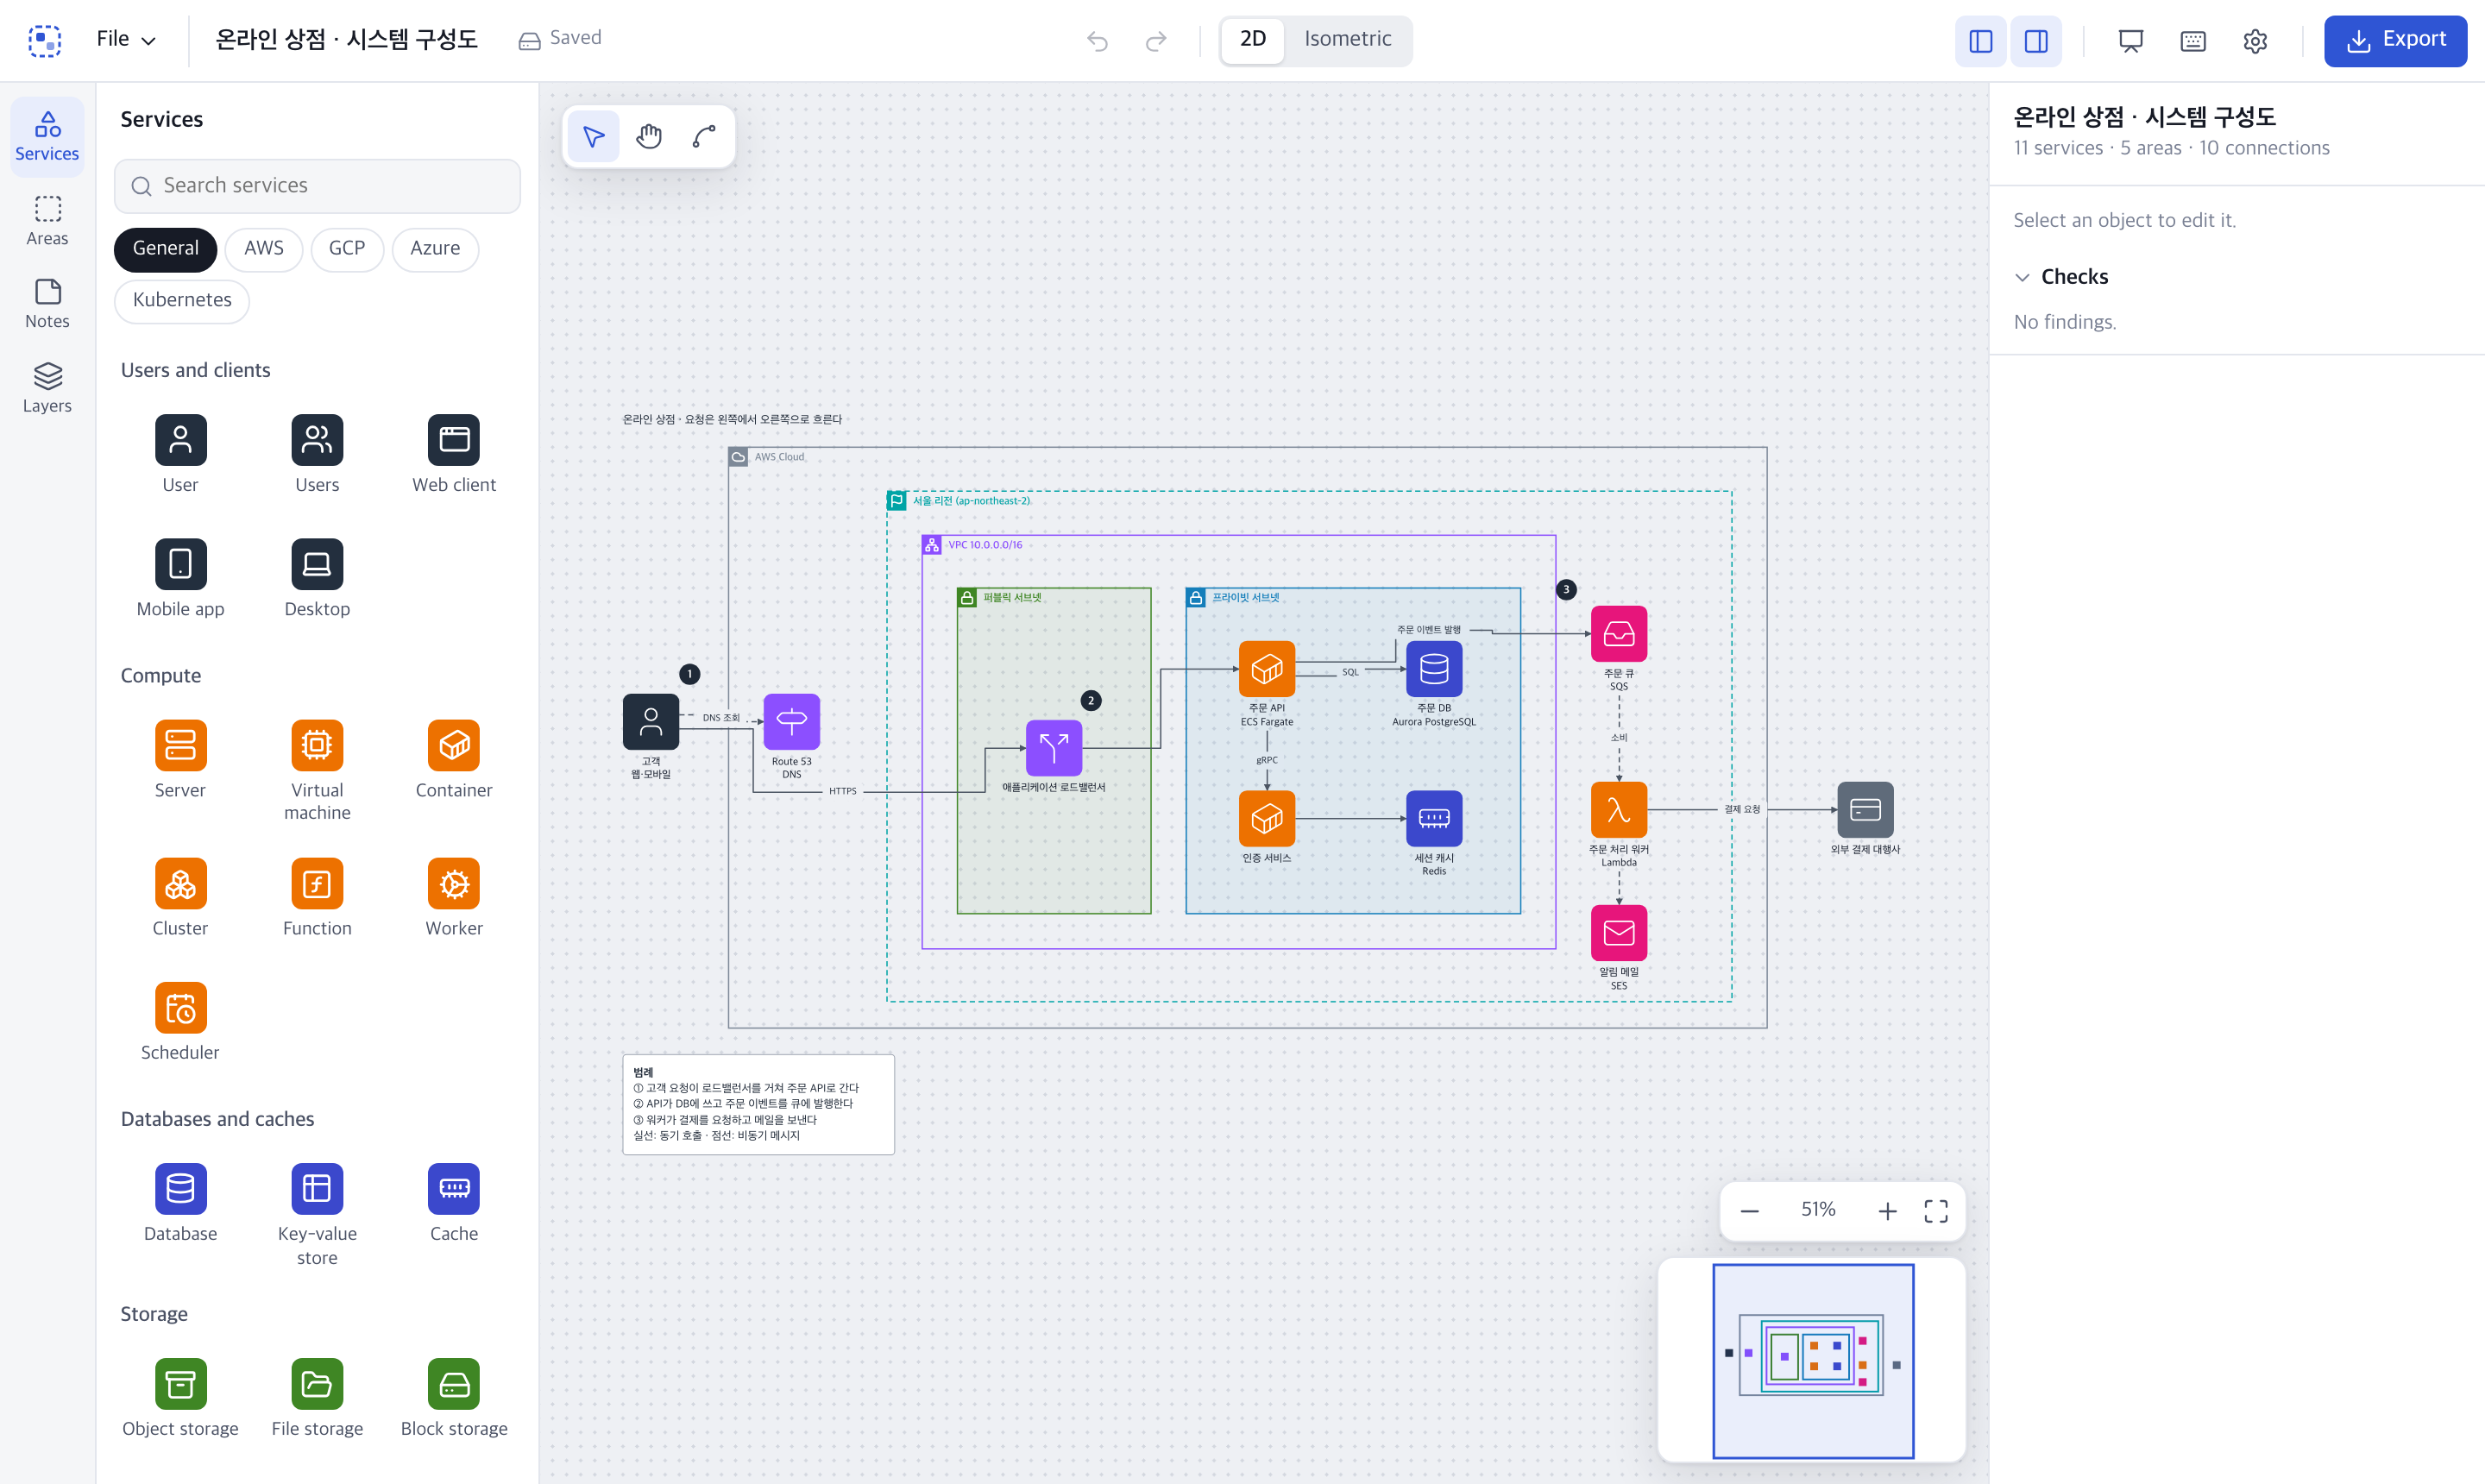 File
온라인 상점 · 시스템 구성도
Saved
2D
Isometric
Export
Services
Areas
Notes
Layers
Services
Search services
General
AWS
GCP
Azure
Kubernetes
Users and clients
User
Users
Web client
Mobile app
Desktop
Compute
Server
Virtual
machine
Container
Cluster
Function
Worker
Scheduler
Databases and caches
Database
Key-value
store
Cache
Storage
Object storage
File storage
Block storage
온라인 상점 · 요청은 왼쪽에서 오른쪽으로 흐른다
AWS Cloud
서울 리전 (ap-northeast-2)
VPC 10.0.0.0/16
퍼블릭 서브넷
프라이빗 서브넷
1
2
3
고객
웹·모바일
DNS 조회
Route 53
DNS
HTTPS
애플리케이션 로드밸런서
주문 API
ECS Fargate
SQL
주문 이벤트 발행
주문 DB
Aurora PostgreSQL
gRPC
인증 서비스
세션 캐시
Redis
주문 큐
SQS
소비
주문 처리 워커
Lambda
결제 요청
외부 결제 대행사
알림 메일
SES
범례
① 고객 요청이 로드밸런서를 거쳐 주문 API로 간다
② API가 DB에 쓰고 주문 이벤트를 큐에 발행한다
③ 워커가 결제를 요청하고 메일을 보낸다
실선: 동기 호출 · 점선: 비동기 메시지
51%
온라인 상점 · 시스템 구성도
11 services · 5 areas · 10 connections
Select an object to edit it.
Checks
No findings.